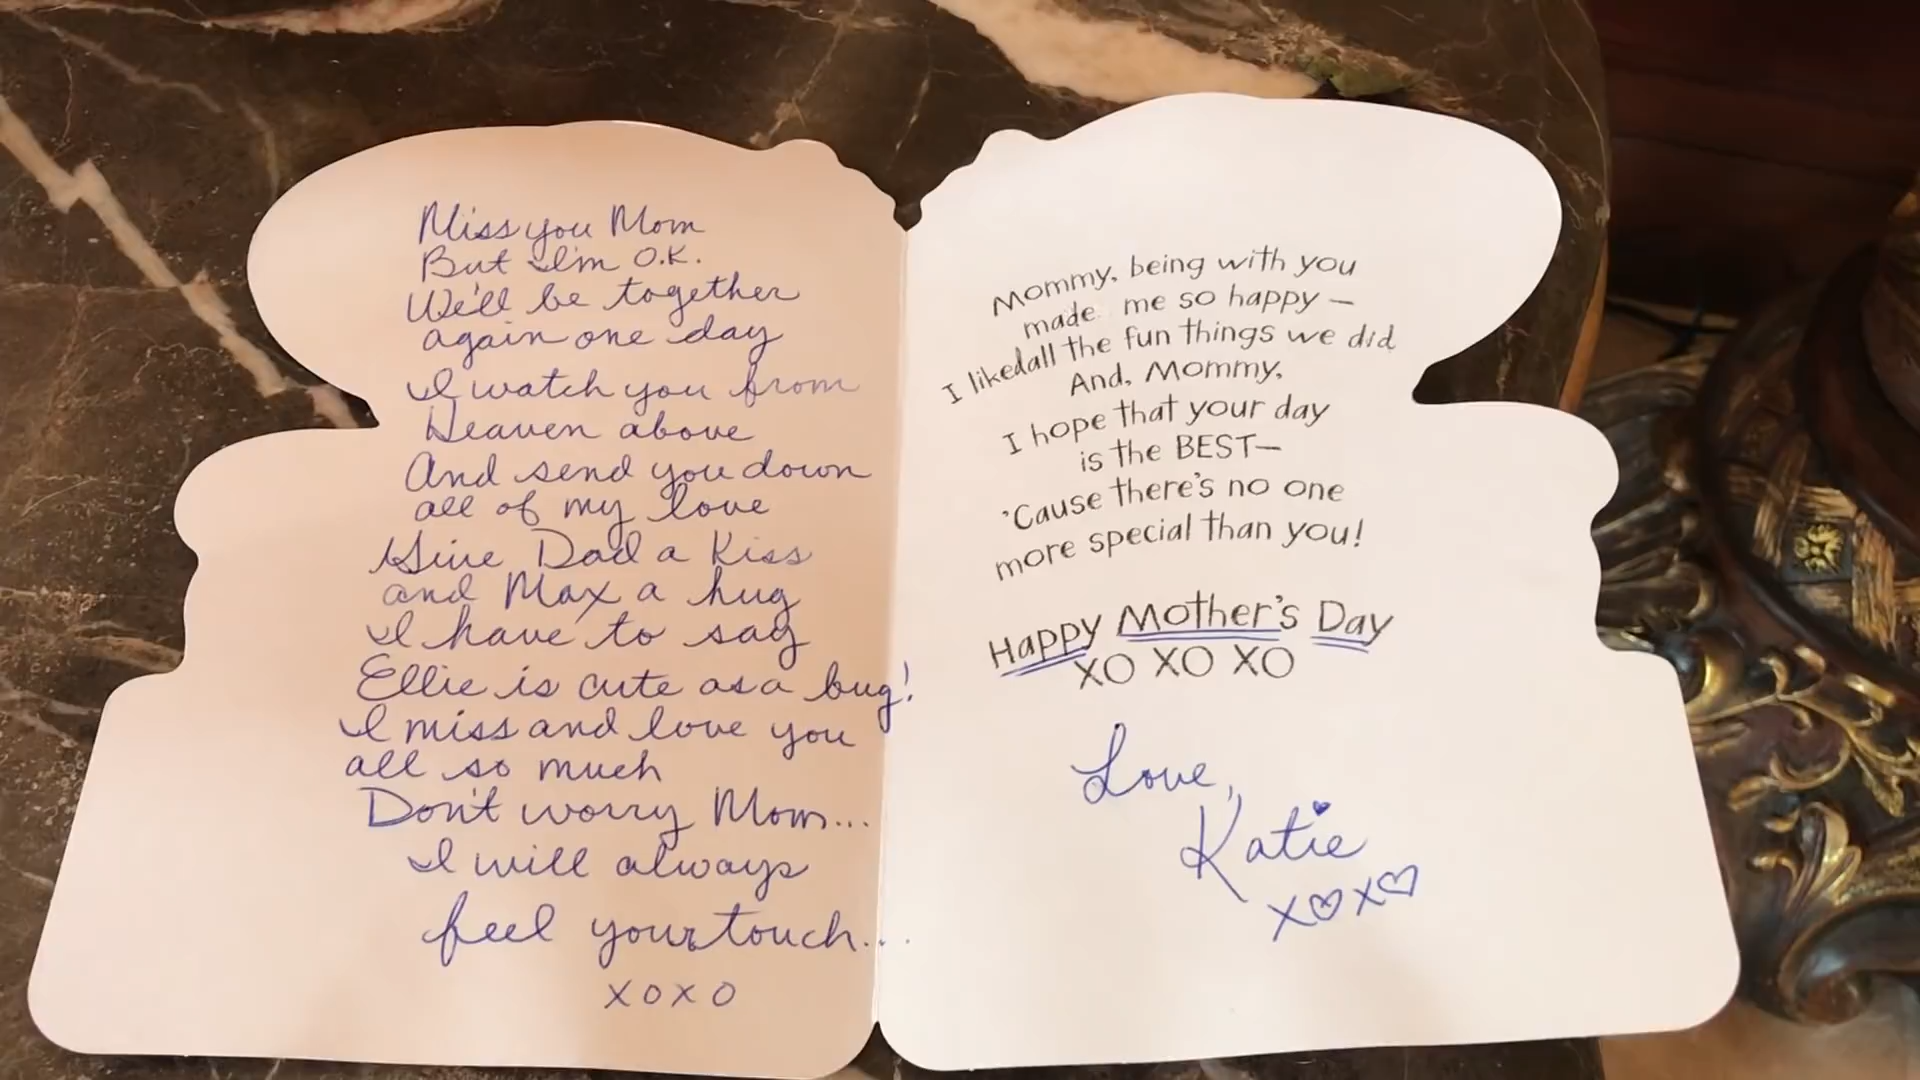 Miss you Mom
But I'm O.K.
We'll be together
again one day
I watch you from
Heaven above
And send you down
all of my love
Give Dad a Kiss
and Max a hug
I have to say
Ellie is cute as a bug!
I miss and love you
all so much
Don't worry Mom...
I will always
feel your touch...
xoxo
Mommy, being with you
made me so happy—
I liked all the fun things we did
And, Mommy,
I hope that your day
is the BEST—
'Cause there's no one
more special than you!
Happy Mother's Day
XO XO XO
Love,
Katie
X♡X♡